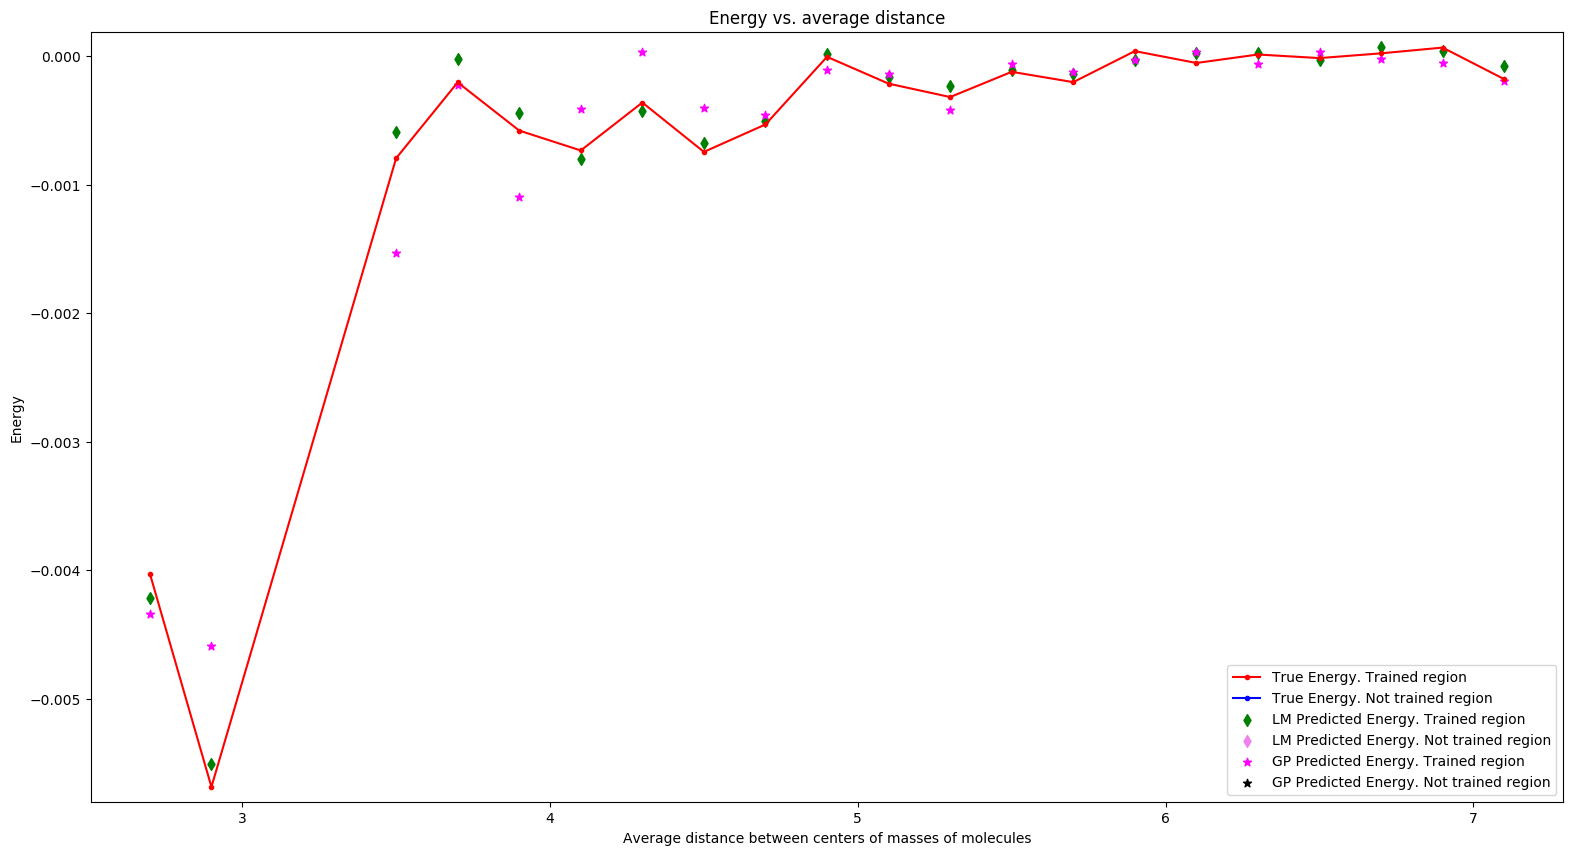 Energy vs. average distance
0.000
−0.001
−0.002
−0.003
−0.004
−0.005
Energy
3
4
5
6
7
Average distance between centers of masses of molecules
True Energy. Trained region
True Energy. Not trained region
LM Predicted Energy. Trained region
LM Predicted Energy. Not trained region
GP Predicted Energy. Trained region
GP Predicted Energy. Not trained region